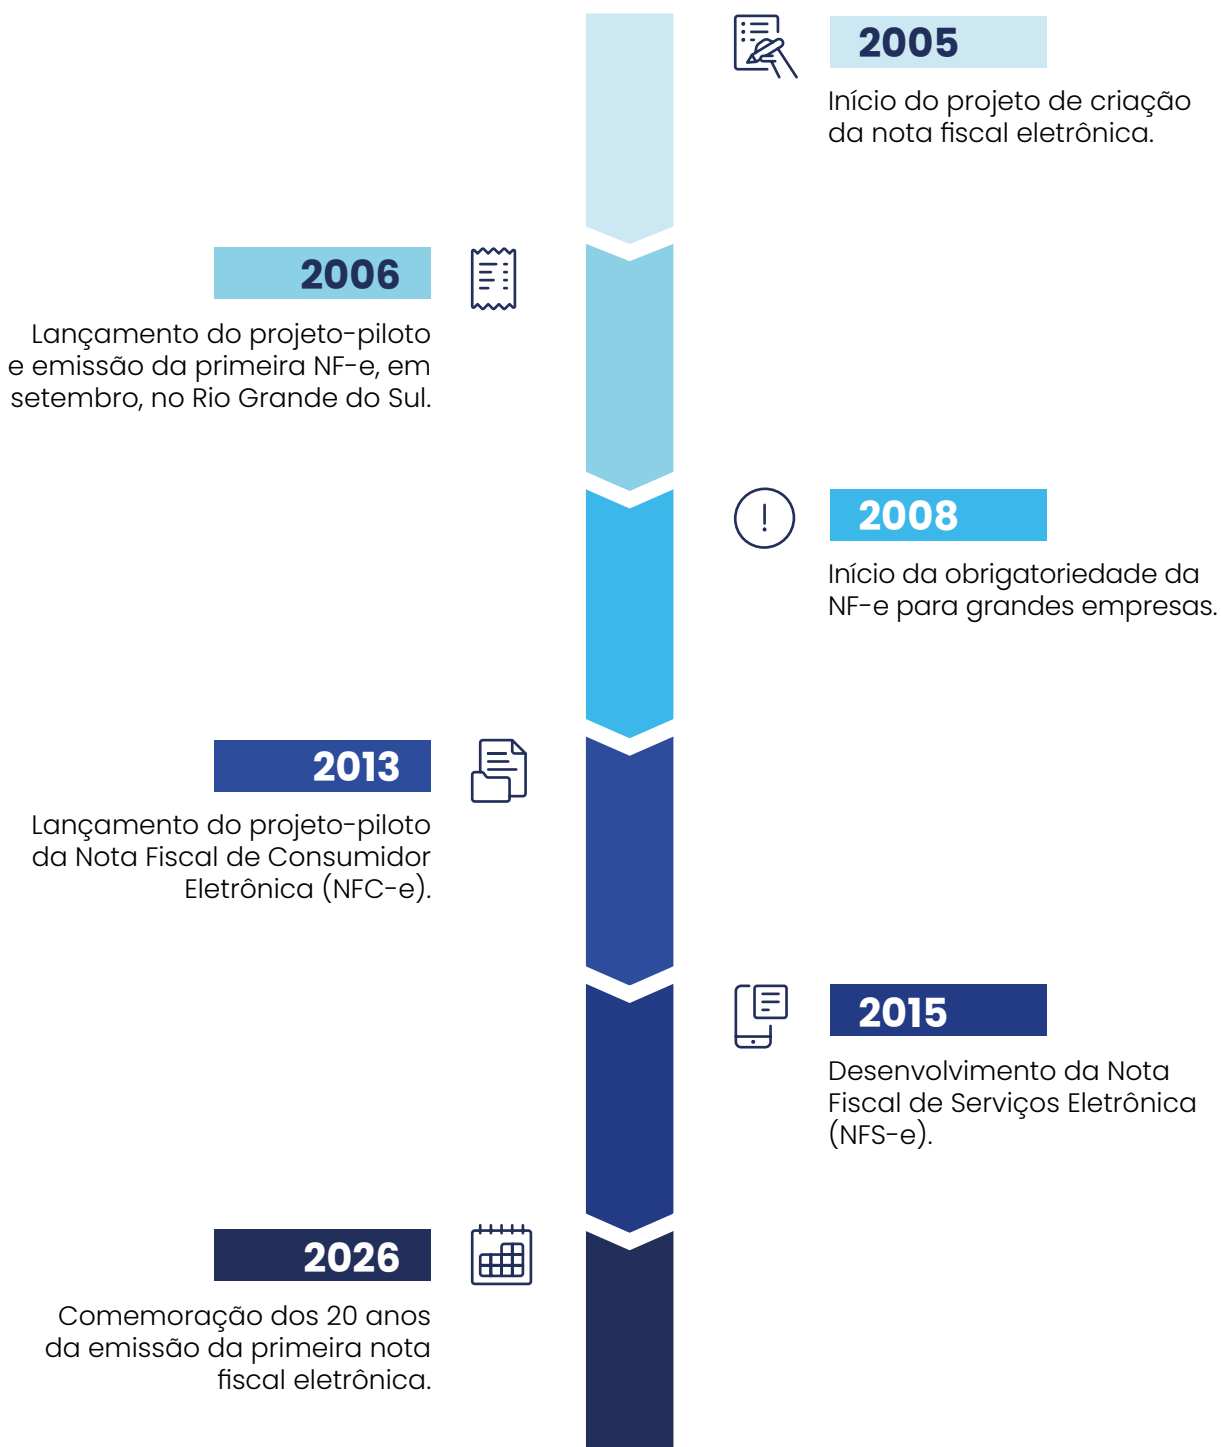 2005
Início do projeto de criação
da nota fiscal eletrônica.
2006
Lançamento do projeto-piloto
e emissão da primeira NF-e, em
setembro, no Rio Grande do Sul.
2008
Início da obrigatoriedade da
NF-e para grandes empresas.
2013
Lançamento do projeto-piloto
da Nota Fiscal de Consumidor
Eletrônica (NFC-e).
2015
Desenvolvimento da Nota
Fiscal de Serviços Eletrônica
(NFS-e).
2026
Comemoração dos 20 anos
da emissão da primeira nota
fiscal eletrônica.